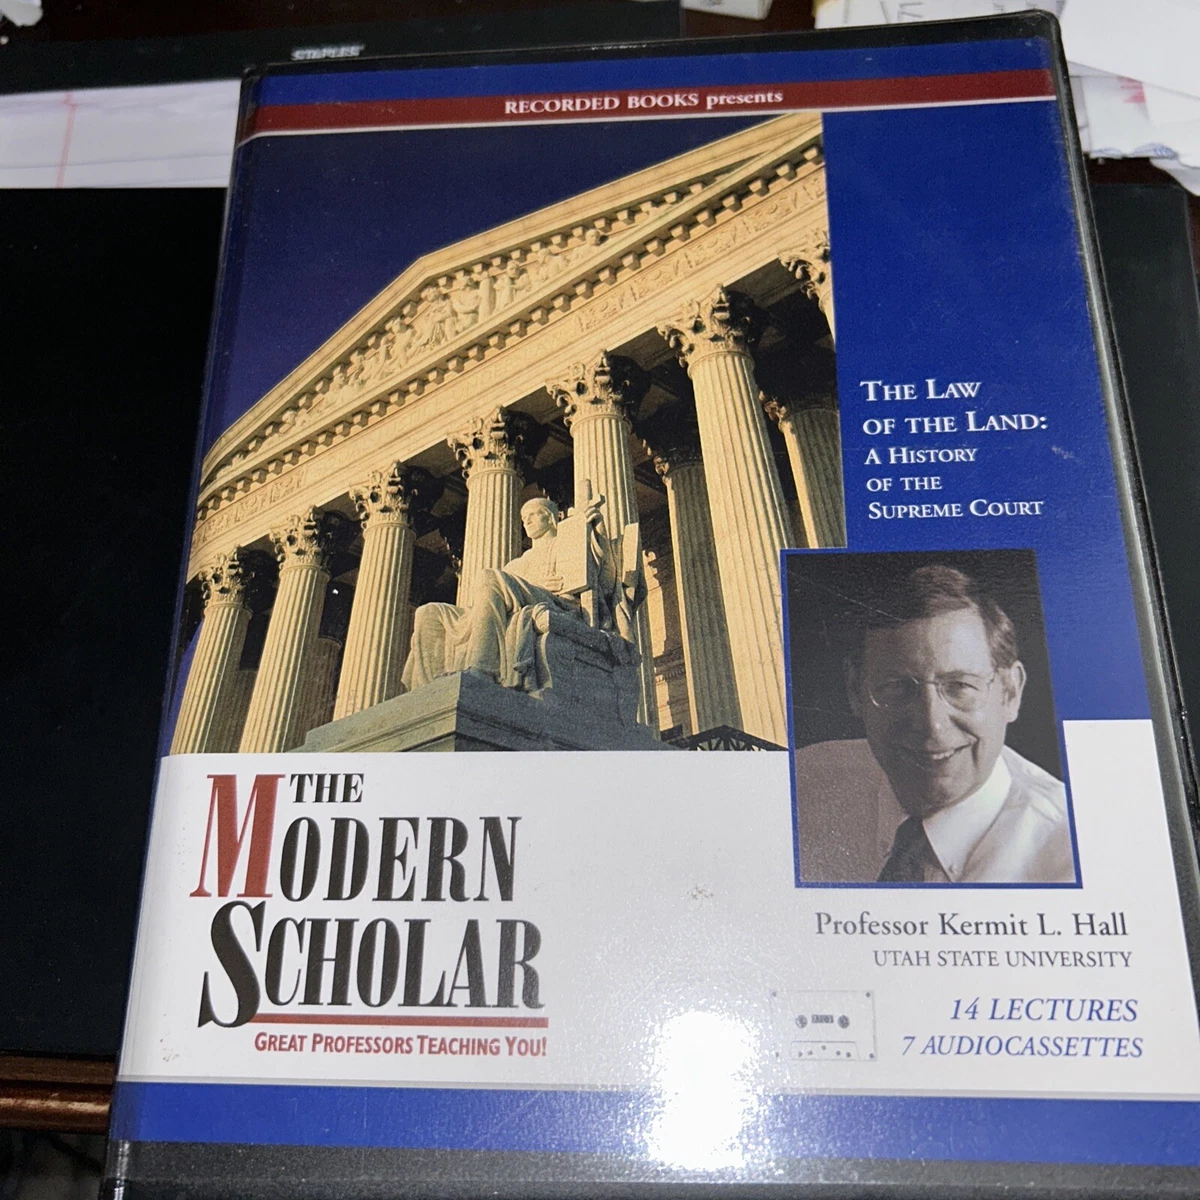 STAPLES
RECORDED BOOKS presents
THE LAW
OF THE LAND:
A HISTORY
OF THE
SUPREME COURT
THE
MODERN
SCHOLAR
GREAT PROFESSORS TEACHING YOU!
Professor Kermit L. Hall
UTAH STATE UNIVERSITY
14 LECTURES
7 AUDIOCASSETTES